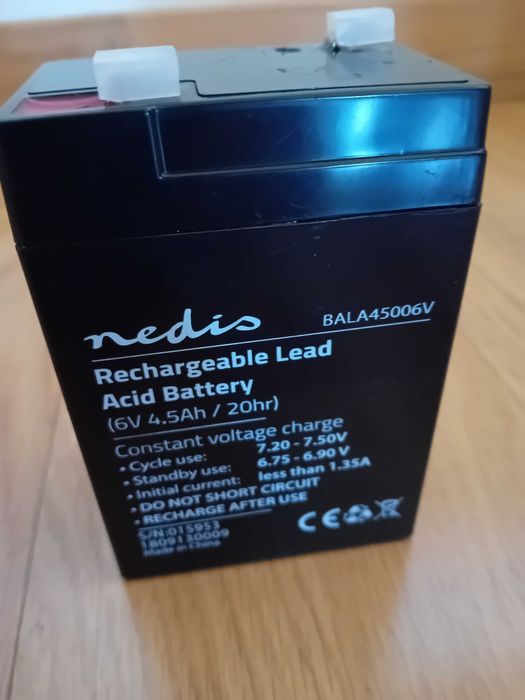 nedis
BALA45006V
Rechargeable Lead
Acid Battery
(6V 4.5Ah / 20hr)
Constant voltage charge
• Cycle use: 7.20 - 7.50V
• Standby use: 6.75 - 6.90 V
• Initial current: less than 1.35A
• DO NOT SHORT CIRCUIT
• RECHARGE AFTER USE
S/N:015953
1809130009
Made in China
CE